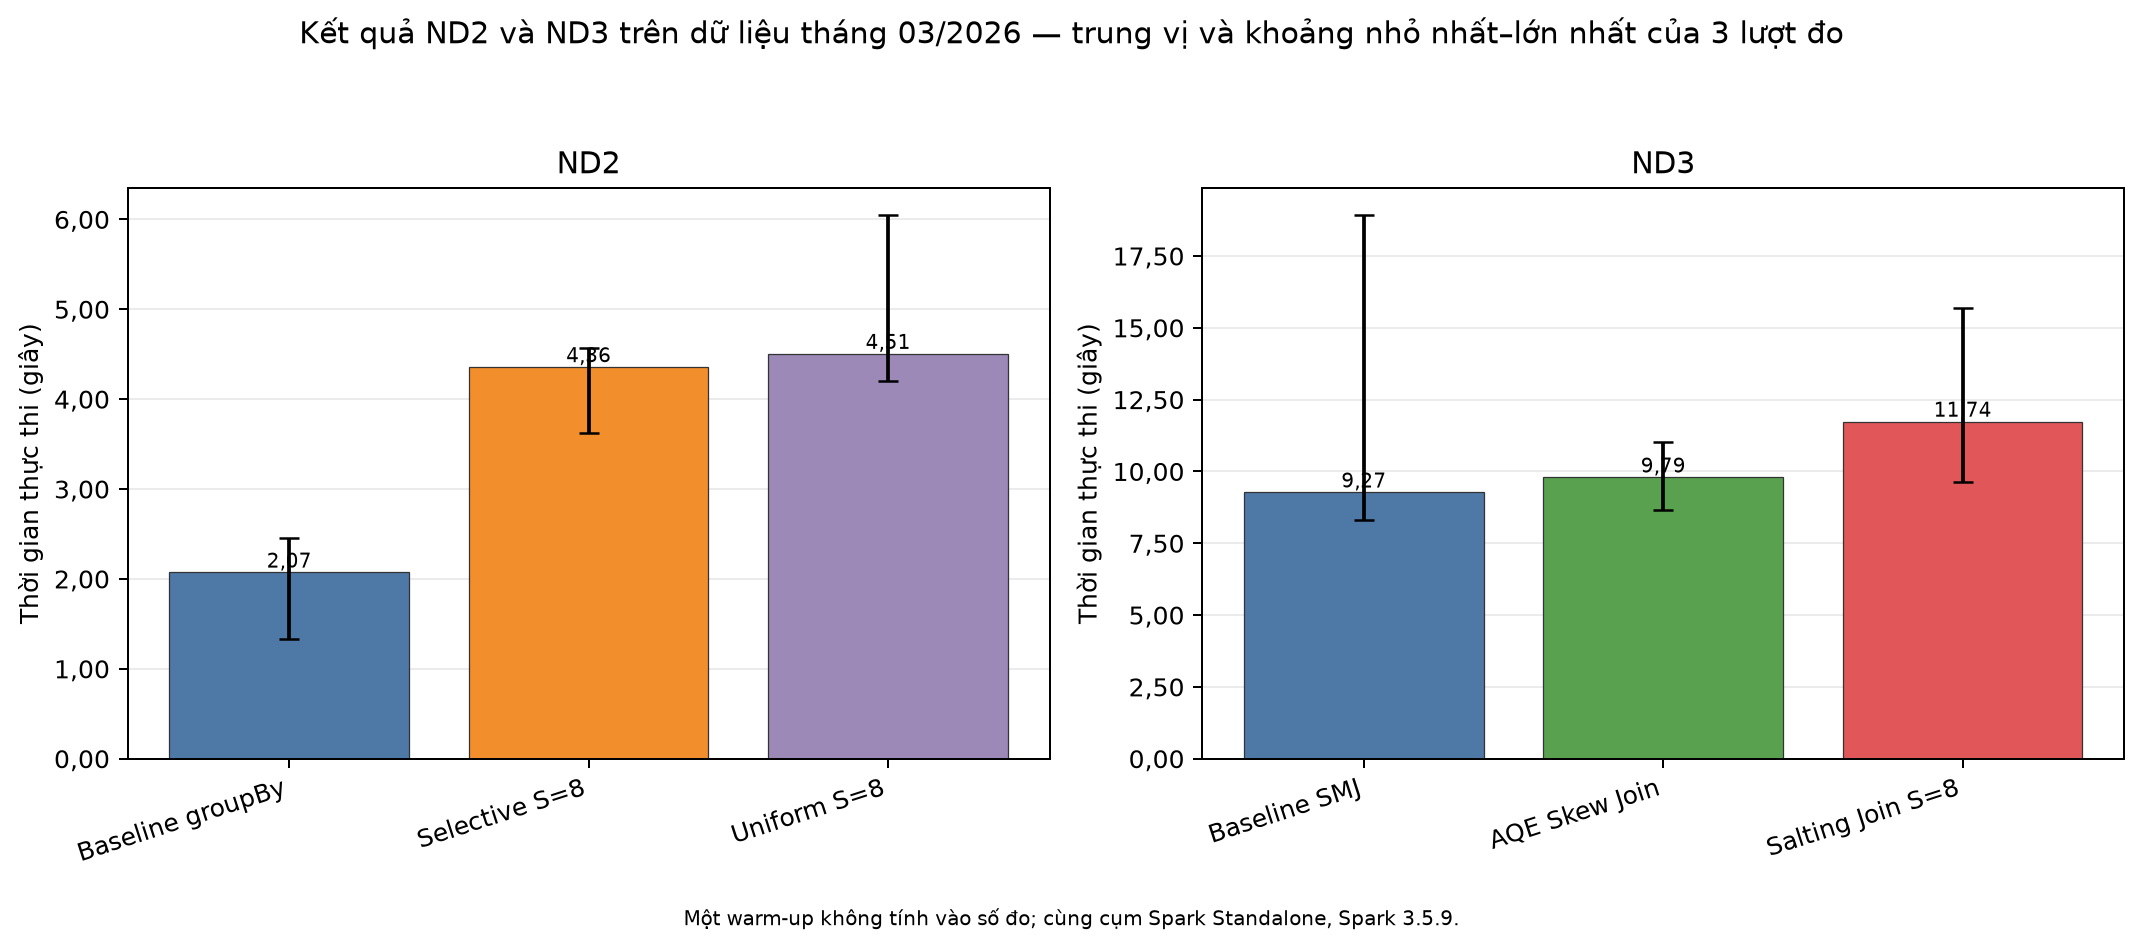 Kết quả ND2 và ND3 trên dữ liệu tháng 03/2026 — trung vị và khoảng nhỏ nhất–lớn nhất của 3 lượt đo
ND2
Thời gian thực thi (giây)
6,00
5,00
4,00
3,00
2,00
1,00
0,00
2,07
4,36
4,51
Baseline groupBy
Selective S=8
Uniform S=8
ND3
Thời gian thực thi (giây)
17,50
15,00
12,50
10,00
7,50
5,00
2,50
0,00
9,27
9,79
11,74
Baseline SMJ
AQE Skew Join
Salting Join S=8
Một warm-up không tính vào số đo; cùng cụm Spark Standalone, Spark 3.5.9.